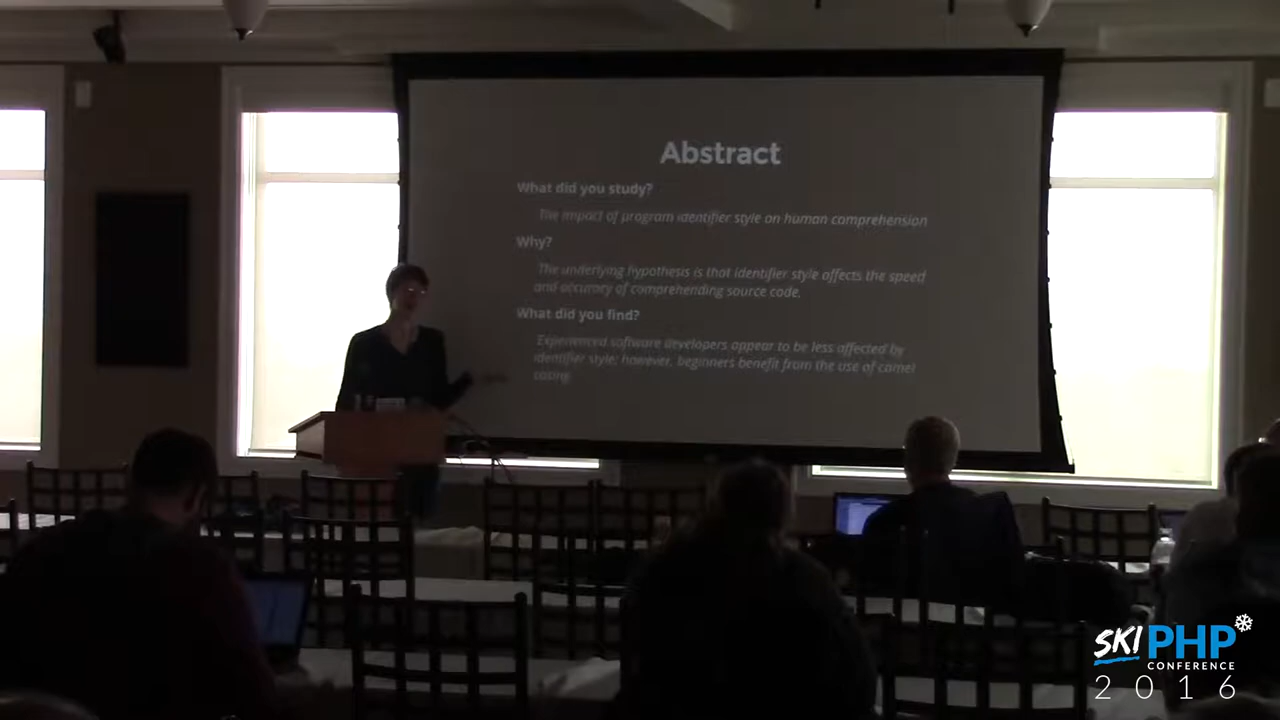 Abstract
What did you study?
The impact of program identifier style on human comprehension
Why?
The underlying hypothesis is that identifier style affects the speed
and accuracy of comprehending source code.
What did you find?
Experienced software developers appear to be less affected by
identifier style; however, beginners benefit from the use of camel
casing.
SKI PHP
CONFERENCE
2016